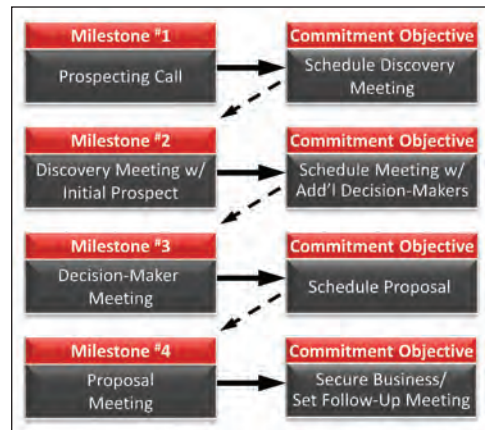 Milestone #1
Prospecting Call
Commitment Objective
Schedule Discovery
Meeting
Milestone #2
Discovery Meeting w/
Initial Prospect
Commitment Objective
Schedule Meeting w/
Add'l Decision-Makers
Milestone #3
Decision-Maker
Meeting
Commitment Objective
Schedule Proposal
Milestone #4
Proposal
Meeting
Commitment Objective
Secure Business/
Set Follow-Up Meeting